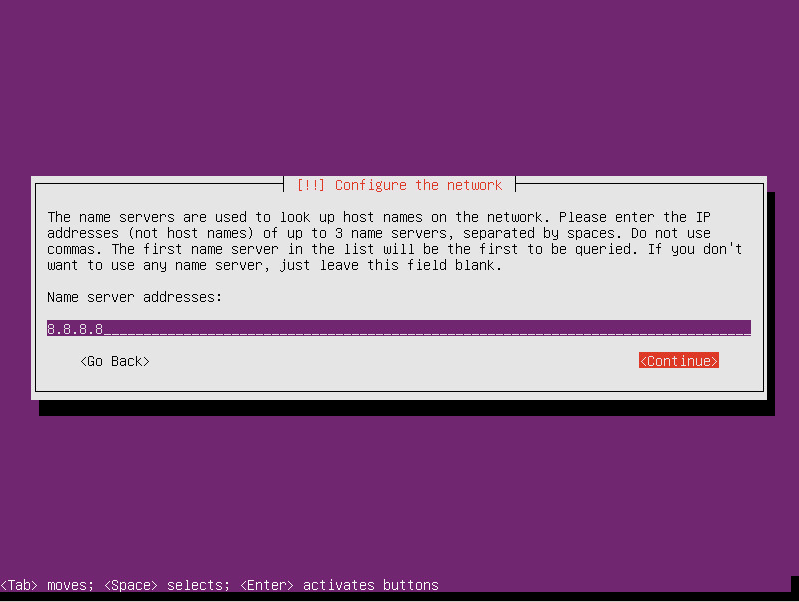 [!!] Configure the network
The name servers are used to look up host names on the network. Please enter the IP
addresses (not host names) of up to 3 name servers, separated by spaces. Do not use
commas. The first name server in the list will be the first to be queried. If you don't
want to use any name server, just leave this field blank.
Name server addresses:
8.8.8.8_________________________________________________________________________________
<Go Back> <Continue>
<Tab> moves; <Space> selects; <Enter> activates buttons